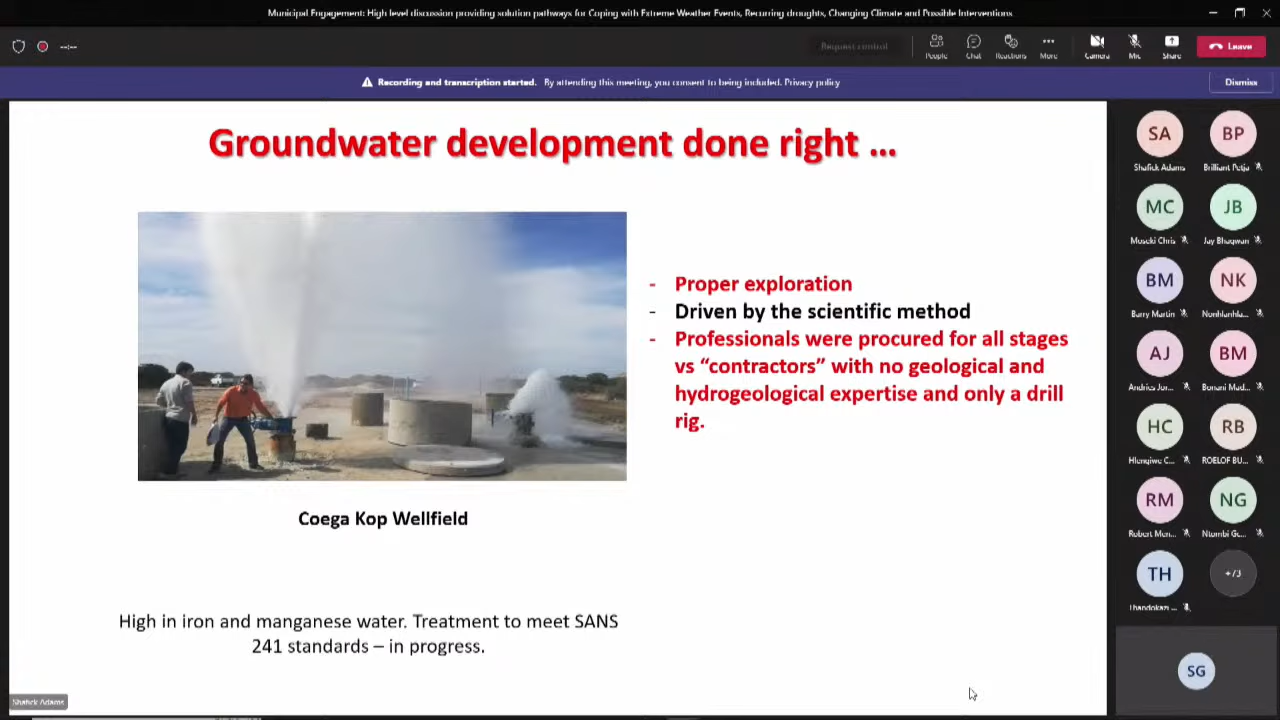 Municipal Engagement: High level discussion providing solution pathways for Coping with Extreme Weather Events, Recurring droughts, Changing Climate and Possible Interventions
--:--
Request control
People
Chat
Reactions
More
Camera
Mic
Share
Leave
Recording and transcription started. By attending this meeting, you consent to being included. Privacy policy
Dismiss
Groundwater development done right ...
- Proper exploration
- Driven by the scientific method
- Professionals were procured for all stages
vs “contractors” with no geological and
hydrogeological expertise and only a drill
rig.
Coega Kop Wellfield
High in iron and manganese water. Treatment to meet SANS
241 standards – in progress.
Shafick Adams
SA
Shafick Adams
BP
Brilliant Petja
MC
Moseki Chris
JB
Jay Bhagwan
BM
Barry Martin
NK
Nonhlanhla...
AJ
Andries Jor...
BM
Bonani Mad...
HC
Hlengiwe C...
RB
ROELOF BU...
RM
Robert Men...
NG
Ntombi Gc...
TH
Thandokazi ...
+73
SG